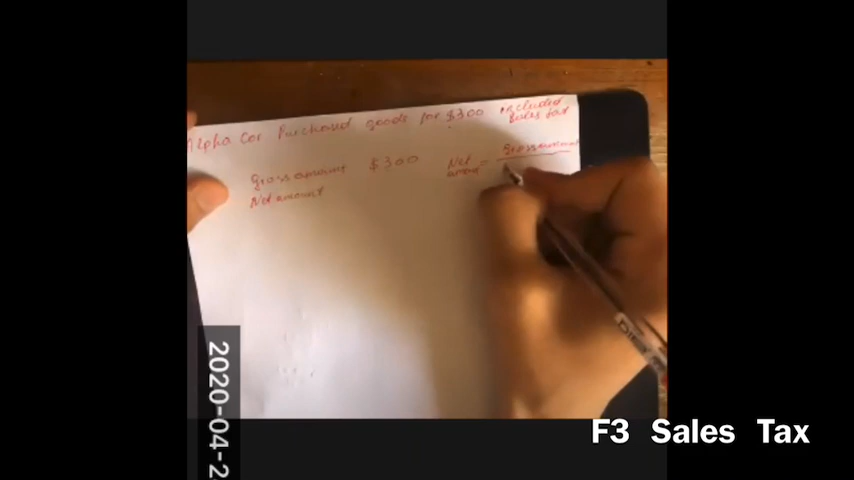 Alpha Cor Purchased goods for $300 included
Sales tax
Gross amount $300
Net amount
Net
amount = Gross amount
2020-04-2
F3 Sales Tax